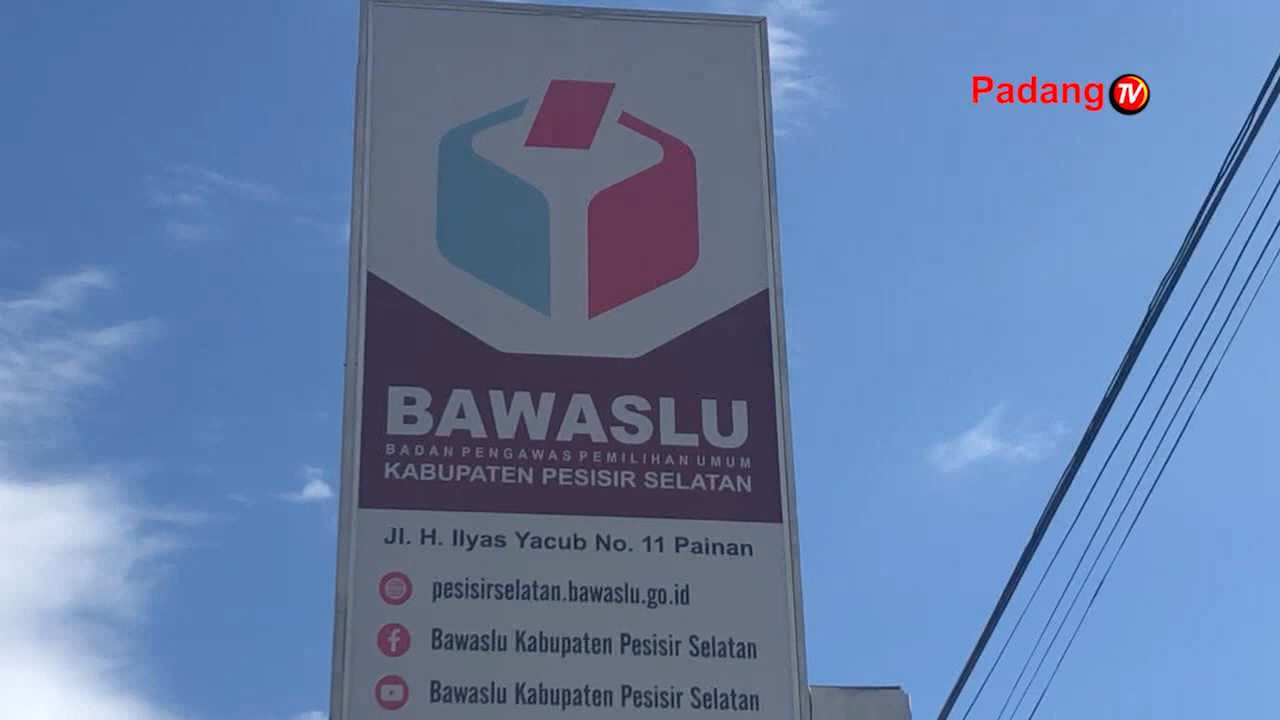 Padang TV
BAWASLU
BADAN PENGAWAS PEMILIHAN UMUM
KABUPATEN PESISIR SELATAN
Jl. H. Ilyas Yacub No. 11 Painan
pesisirselatan.bawaslu.go.id
Bawaslu Kabupaten Pesisir Selatan
Bawaslu Kabupaten Pesisir Selatan